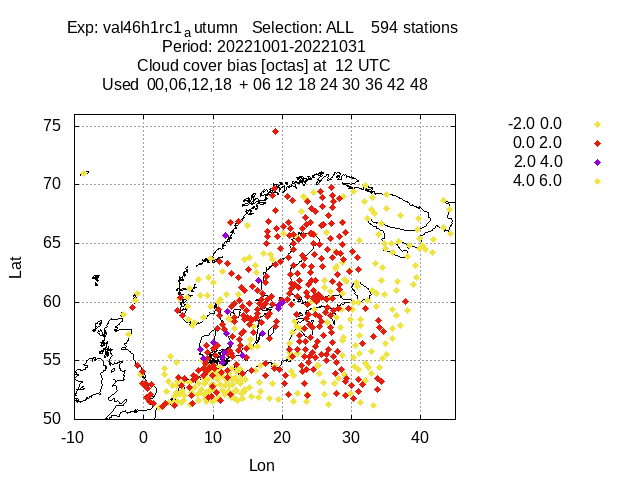 Exp: val46h1rc1autumn Selection: ALL 594 stations
Period: 20221001-20221031
Cloud cover bias [octas] at 12 UTC
Used 00,06,12,18 + 06 12 18 24 30 36 42 48
-2.0 0.0
0.0 2.0
2.0 4.0
4.0 6.0
75
70
65
60
55
50
Lat
-10 0 10 20 30 40
Lon